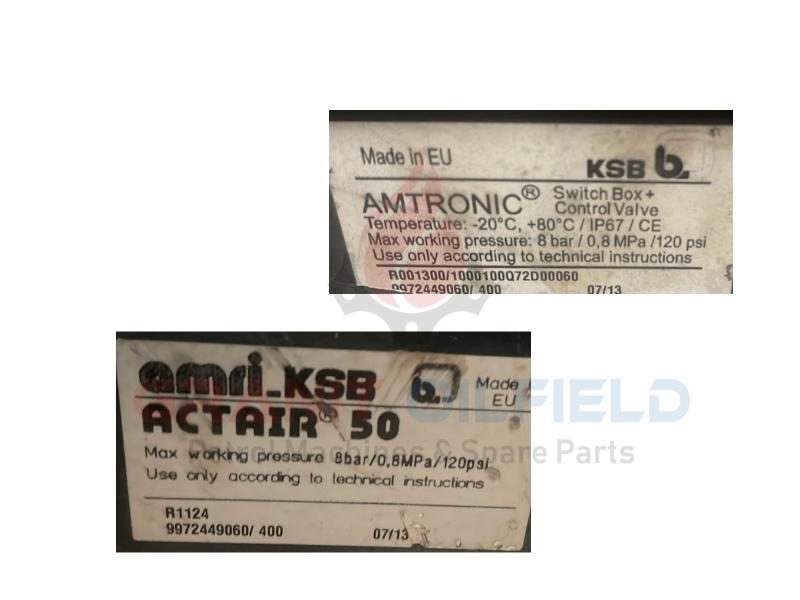 Made in EU
KSB b.
AMTRONIC® Switch Box +
Control Valve
Temperature: -20°C, +80°C / IP67 / CE
Max working pressure: 8 bar / 0,8 MPa /120 psi
Use only according to technical instructions
R001300/1000100Q72D00060
9972449060/ 400 07/13
amri-KSB b. Made
EU
ACTAIR® 50
OILFIELD
Petrol Machines & Spare Parts
Max working pressure 8bar/0,8MPa/120psi
Use only according to technical instructions
R1124
9972449060/ 400 07/13